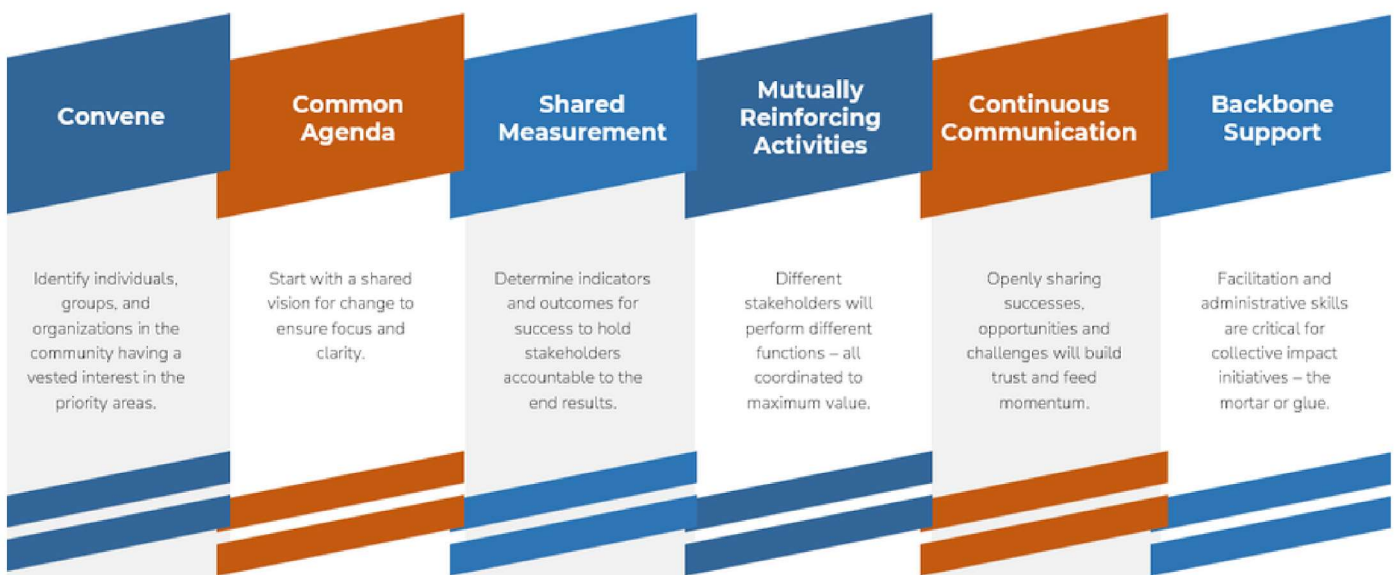 Convene
Identify individuals,
groups, and
organizations in the
community having a
vested interest in the
priority areas.
Common
Agenda
Start with a shared
vision for change to
ensure focus and
clarity.
Shared
Measurement
Determine indicators
and outcomes for
success to hold
stakeholders
accountable to the
end results.
Mutually
Reinforcing
Activities
Different
stakeholders will
perform different
functions – all
coordinated to
maximum value.
Continuous
Communication
Openly sharing
successes,
opportunities and
challenges will build
trust and feed
momentum.
Backbone
Support
Facilitation and
administrative skills
are critical for
collective impact
initiatives – the
mortar or glue.